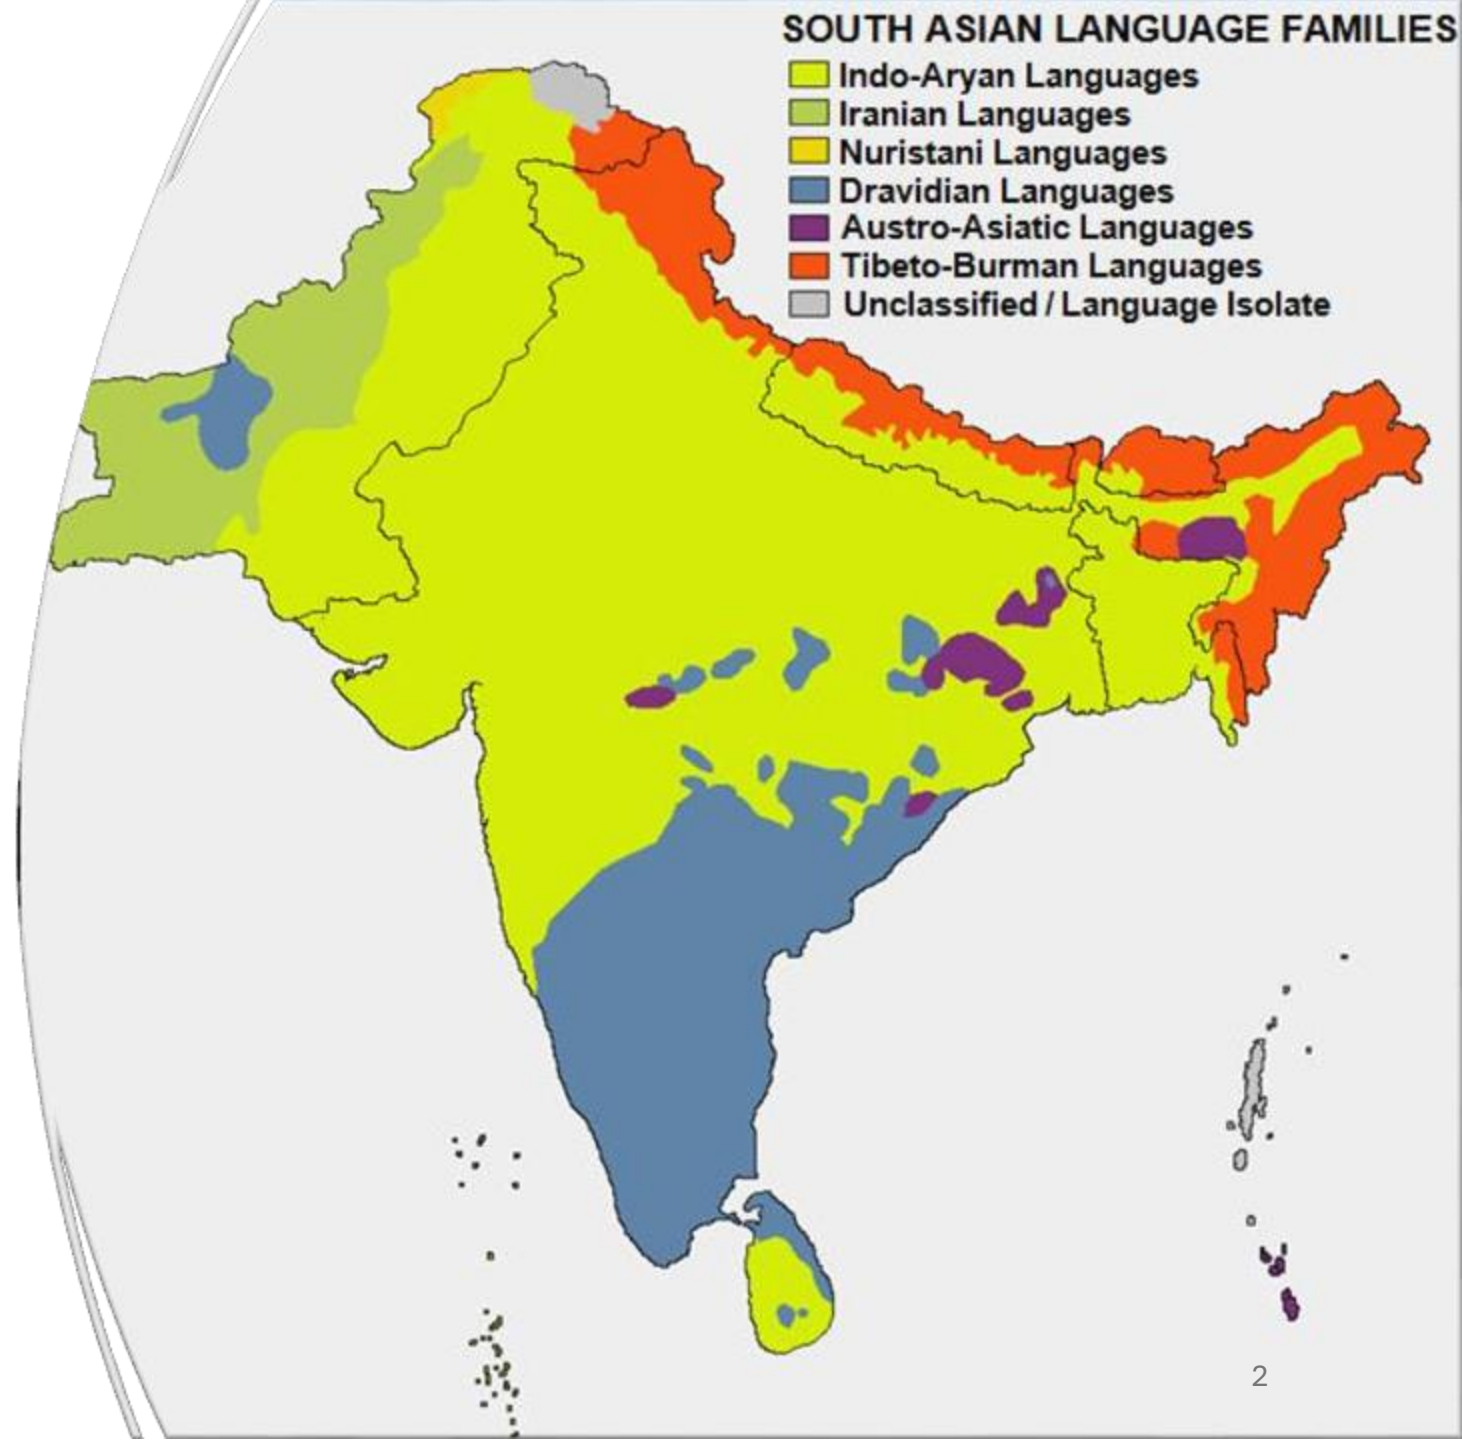 SOUTH ASIAN LANGUAGE FAMILIES
Indo-Aryan Languages
Iranian Languages
Nuristani Languages
Dravidian Languages
Austro-Asiatic Languages
Tibeto-Burman Languages
Unclassified / Language Isolate
2